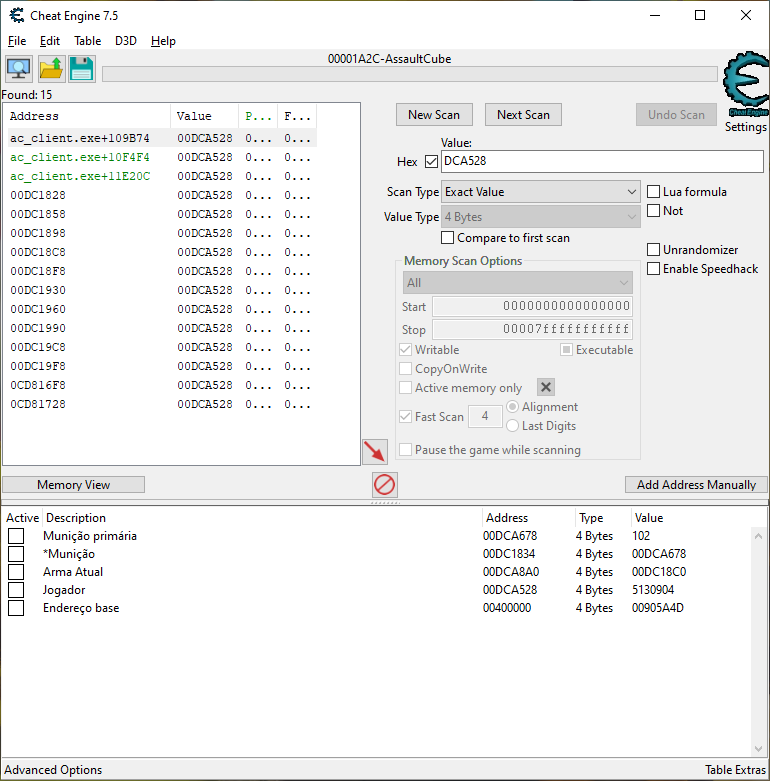 Cheat Engine 7.5
File Edit Table D3D Help
00001A2C-AssaultCube
Found: 15
Address Value P... F...
ac_client.exe+109B74 00DCA528 0... 0...
ac_client.exe+10F4F4 00DCA528 0... 0...
ac_client.exe+11E20C 00DCA528 0... 0...
00DC1828 00DCA528 0... 0...
00DC1858 00DCA528 0... 0...
00DC1898 00DCA528 0... 0...
00DC18C8 00DCA528 0... 0...
00DC18F8 00DCA528 0... 0...
00DC1930 00DCA528 0... 0...
00DC1960 00DCA528 0... 0...
00DC1990 00DCA528 0... 0...
00DC19C8 00DCA528 0... 0...
00DC19F8 00DCA528 0... 0...
0CD816F8 00DCA528 0... 0...
0CD81728 00DCA528 0... 0...
New Scan Next Scan Undo Scan
Cheat Engine
Settings
Value:
Hex DCA528
Scan Type Exact Value
Lua formula
Value Type 4 Bytes
Not
Compare to first scan
Memory Scan Options
Unrandomizer
All
Enable Speedhack
Start 0000000000000000
Stop 00007fffffffffff
Writable Executable
CopyOnWrite
Active memory only
Fast Scan 4 Alignment
Last Digits
Pause the game while scanning
Memory View Add Address Manually
Active Description Address Type Value
Munição primária 00DCA678 4 Bytes 102
*Munição 00DC1834 4 Bytes 00DCA678
Arma Atual 00DCA8A0 4 Bytes 00DC18C0
Jogador 00DCA528 4 Bytes 5130904
Endereço base 00400000 4 Bytes 00905A4D
Advanced Options Table Extras